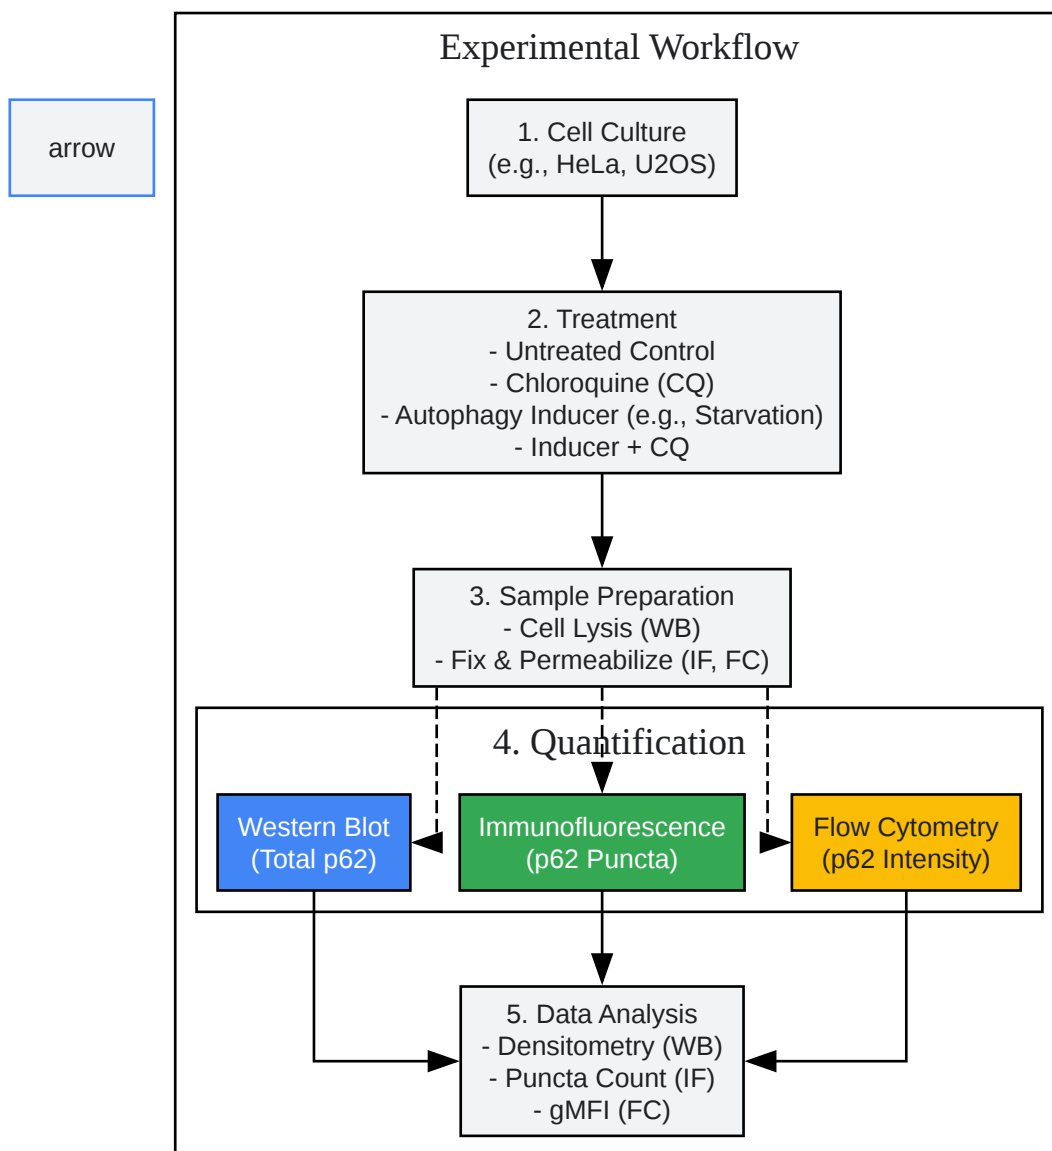 Experimental Workflow
arrow
1. Cell Culture
(e.g., HeLa, U2OS)
2. Treatment
- Untreated Control
- Chloroquine (CQ)
- Autophagy Inducer (e.g., Starvation)
- Inducer + CQ
3. Sample Preparation
- Cell Lysis (WB)
- Fix & Permeabilize (IF, FC)
4. Quantification
Western Blot
(Total p62)
Immunofluorescence
(p62 Puncta)
Flow Cytometry
(p62 Intensity)
5. Data Analysis
- Densitometry (WB)
- Puncta Count (IF)
- gMFI (FC)